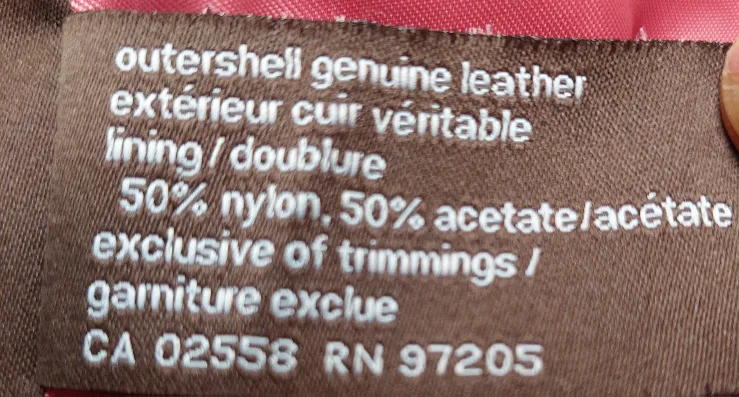 outershell genuine leather
extérieur cuir véritable
lining / doublure
50% nylon, 50% acetate/acétate
exclusive of trimmings /
garniture exclue
CA 02558 RN 97205